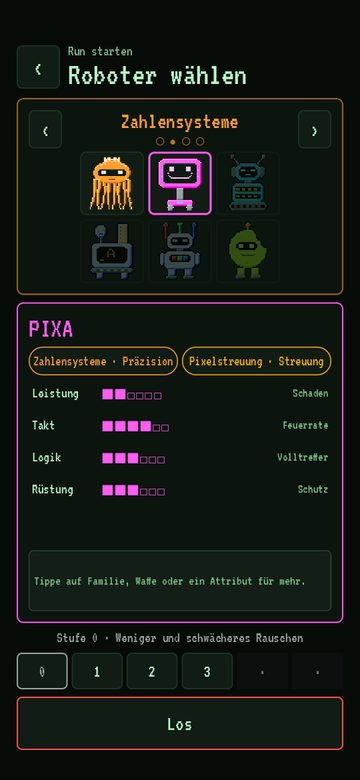 Run starten
Roboter wählen
Zahlensysteme
PIXA
Zahlensysteme · Präzision
Pixelstreuung · Streuung
Leistung Schaden
Takt Feuerrate
Logik Volltreffer
Rüstung Schutz
Tippe auf Familie, Waffe oder ein Attribut für mehr.
Stufe 0 · Weniger und schwächeres Rauschen
0 1 2 3 · ·
Los